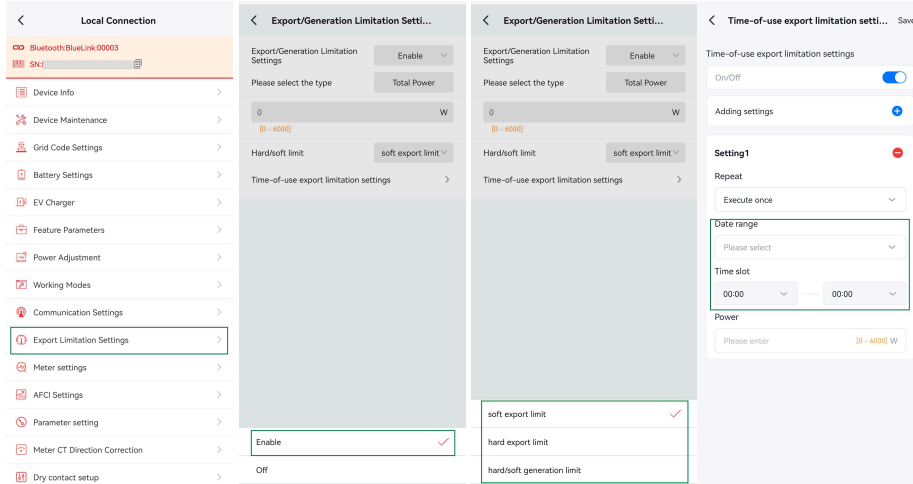 Local Connection
Bluetooth:BlueLink:00003
SN:
Device Info
Device Maintenance
Grid Code Settings
Battery Settings
EV Charger
Feature Parameters
Power Adjustment
Working Modes
Communication Settings
Export Limitation Settings
Meter settings
AFCI Settings
Parameter setting
Meter CT Direction Correction
Dry contact setup
Export/Generation Limitation Setti...
Export/Generation Limitation
Settings
Enable
Please select the type
Total Power
0
W
[0 - 6000]
Hard/soft limit
soft export limit
Time-of-use export limitation settings
Enable
Off
Export/Generation Limitation Setti...
Export/Generation Limitation
Settings
Enable
Please select the type
Total Power
0
W
[0 - 6000]
Hard/soft limit
soft export limit
Time-of-use export limitation settings
soft export limit
hard export limit
hard/soft generation limit
Time-of-use export limitation setti...
Save
Time-of-use export limitation settings
On/Off
Adding settings
Setting1
Repeat
Execute once
Date range
Please select
Time slot
00:00
00:00
Power
Please enter
[0 - 6000] W